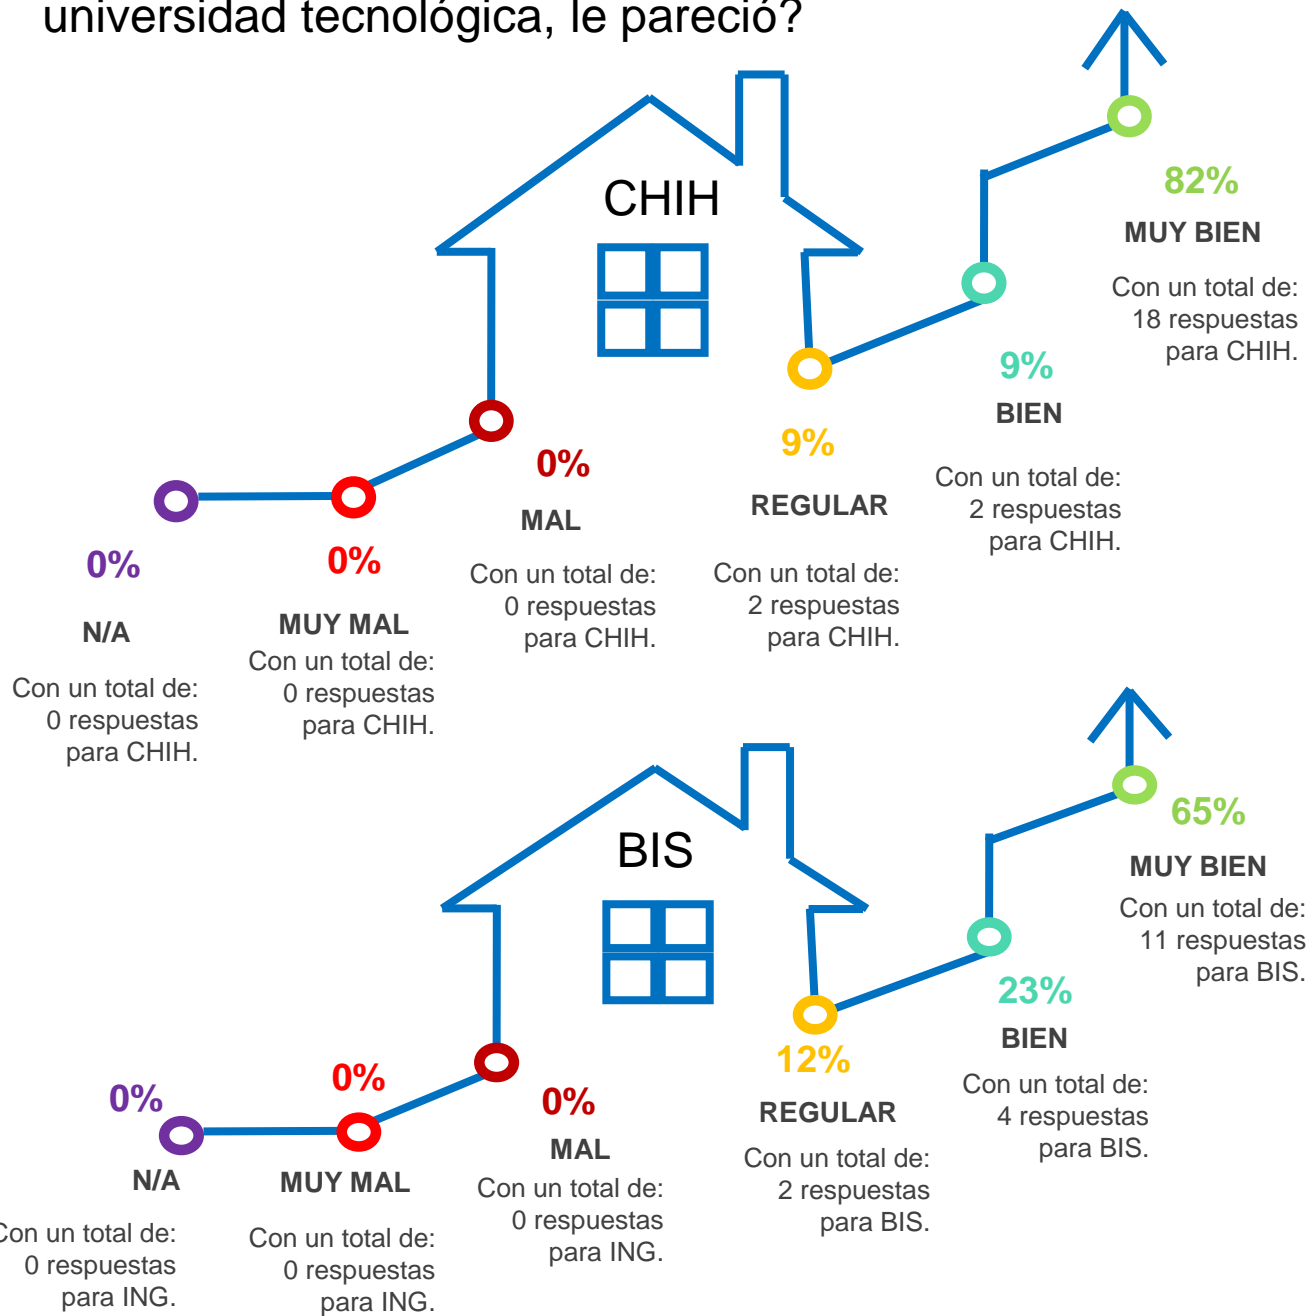 universidad tecnológica, le pareció?
CHIH
82%
MUY BIEN
Con un total de:
18 respuestas
para CHIH.
9%
BIEN
Con un total de:
2 respuestas
para CHIH.
9%
REGULAR
Con un total de:
2 respuestas
para CHIH.
0%
MAL
Con un total de:
0 respuestas
para CHIH.
0%
MUY MAL
Con un total de:
0 respuestas
para CHIH.
0%
N/A
Con un total de:
0 respuestas
para CHIH.
BIS
65%
MUY BIEN
Con un total de:
11 respuestas
para BIS.
23%
BIEN
Con un total de:
4 respuestas
para BIS.
12%
REGULAR
Con un total de:
2 respuestas
para BIS.
0%
MAL
Con un total de:
0 respuestas
para ING.
0%
MUY MAL
Con un total de:
0 respuestas
para ING.
0%
N/A
Con un total de:
0 respuestas
para ING.